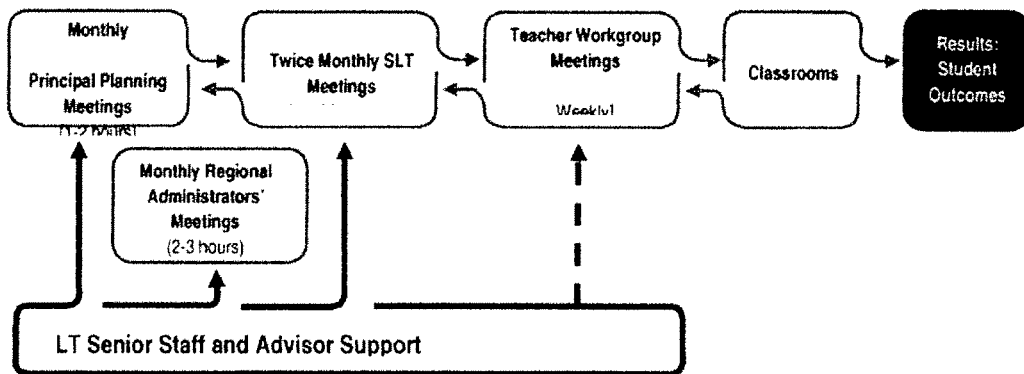 Monthly
Principal Planning
Meetings
Twice Monthly SLT
Meetings
Teacher Workgroup
Meetings
Classrooms
Results:
Student
Outcomes
Monthly Regional
Administrators'
Meetings
(2-3 hours)
LT Senior Staff and Advisor Support